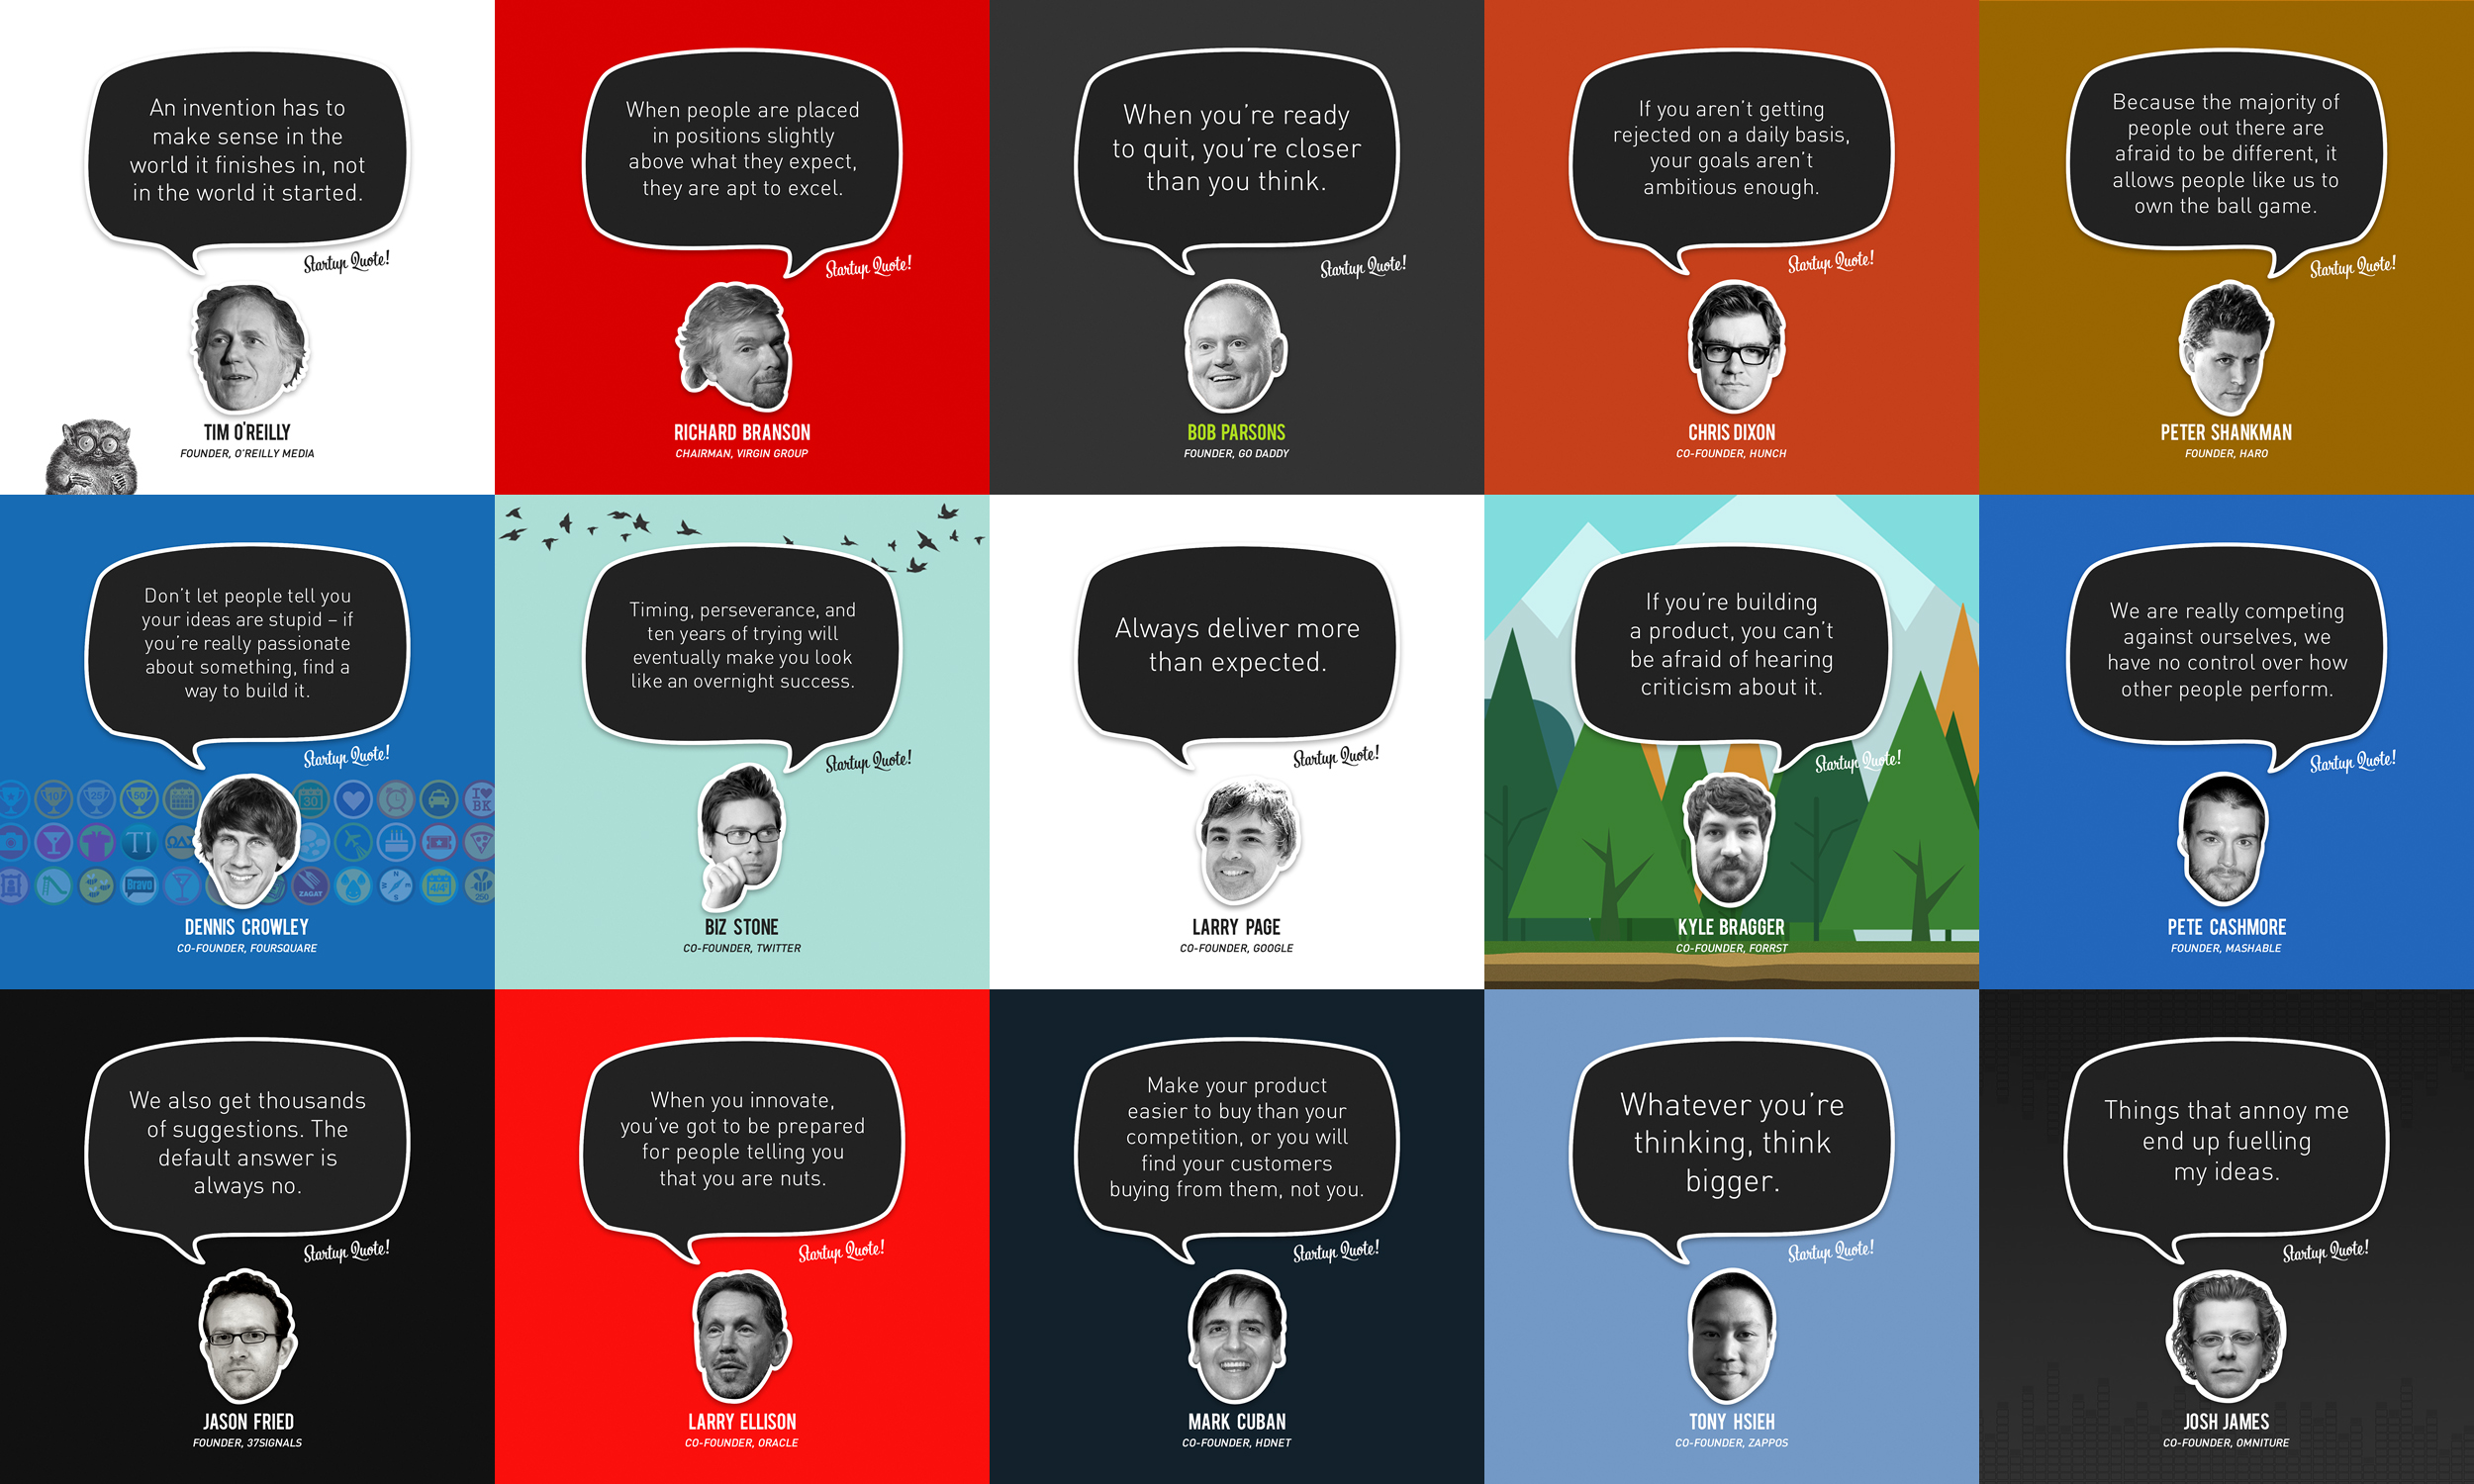 An invention has to
make sense in the
world it finishes in, not
in the world it started.
Startup Quote!
TIM O'REILLY
FOUNDER, O'REILLY MEDIA
When people are placed
in positions slightly
above what they expect,
they are apt to excel.
Startup Quote!
RICHARD BRANSON
CHAIRMAN, VIRGIN GROUP
When you're ready
to quit, you're closer
than you think.
Startup Quote!
BOB PARSONS
FOUNDER, GO DADDY
If you aren't getting
rejected on a daily basis,
your goals aren't
ambitious enough.
Startup Quote!
CHRIS DIXON
CO-FOUNDER, HUNCH
Because the majority of
people out there are
afraid to be different, it
allows people like us to
own the ball game.
Startup Quote!
PETER SHANKMAN
FOUNDER, HARO
Don't let people tell you
your ideas are stupid – if
you're really passionate
about something, find a
way to build it.
Startup Quote!
10
25
50
30
I ♥
BK
TI
ΩΔΣ
Bravo
ZAGAT
N
W
E
S
4/4
250
DENNIS CROWLEY
CO-FOUNDER, FOURSQUARE
Timing, perseverance, and
ten years of trying will
eventually make you look
like an overnight success.
Startup Quote!
BIZ STONE
CO-FOUNDER, TWITTER
Always deliver more
than expected.
Startup Quote!
LARRY PAGE
CO-FOUNDER, GOOGLE
If you're building
a product, you can't
be afraid of hearing
criticism about it.
Startup Quote!
KYLE BRAGGER
CO-FOUNDER, FORRST
We are really competing
against ourselves, we
have no control over how
other people perform.
Startup Quote!
PETE CASHMORE
FOUNDER, MASHABLE
We also get thousands
of suggestions. The
default answer is
always no.
Startup Quote!
JASON FRIED
FOUNDER, 37SIGNALS
When you innovate,
you've got to be prepared
for people telling you
that you are nuts.
Startup Quote!
LARRY ELLISON
CO-FOUNDER, ORACLE
Make your product
easier to buy than your
competition, or you will
find your customers
buying from them, not you.
Startup Quote!
MARK CUBAN
CO-FOUNDER, HDNET
Whatever you're
thinking, think
bigger.
Startup Quote!
TONY HSIEH
CO-FOUNDER, ZAPPOS
Things that annoy me
end up fuelling
my ideas.
Startup Quote!
JOSH JAMES
CO-FOUNDER, OMNITURE